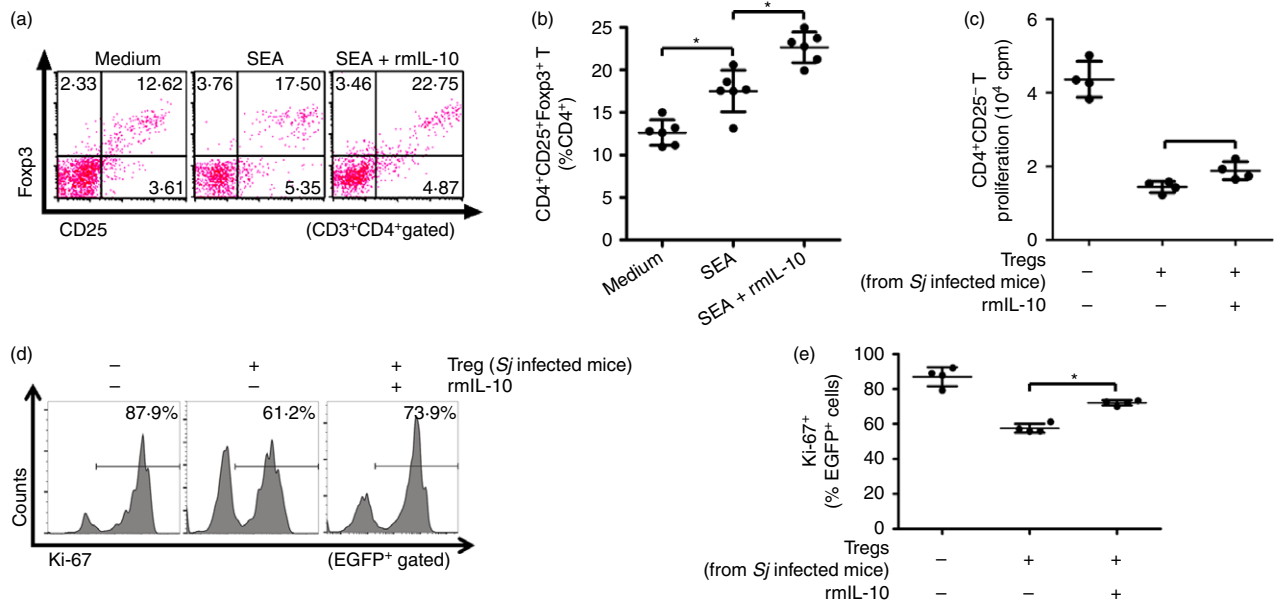 (a)
Medium
SEA
SEA + rmIL-10
2·33
12·62
3·76
17·50
3·46
22·75
3·61
5·35
4·87
Foxp3
CD25
(CD3⁺CD4⁺gated)
(b)
CD4⁺CD25⁺Foxp3⁺ T
(%CD4⁺)
25
20
15
10
5
0
*
*
Medium
SEA
SEA + rmIL-10
(c)
CD4⁺CD25⁻ T
proliferation (10⁴ cpm)
6
4
2
0
Tregs
(from Sj infected mice)
– + +
rmIL-10
– – +
(d)
– + + Treg (Sj infected mice)
– – + rmIL-10
87·9%
61·2%
73·9%
Counts
Ki-67
(EGFP⁺ gated)
(e)
Ki-67⁺
(% EGFP⁺ cells)
100
80
60
40
20
0
*
Tregs
(from Sj infected mice)
– + +
rmIL-10
– – +